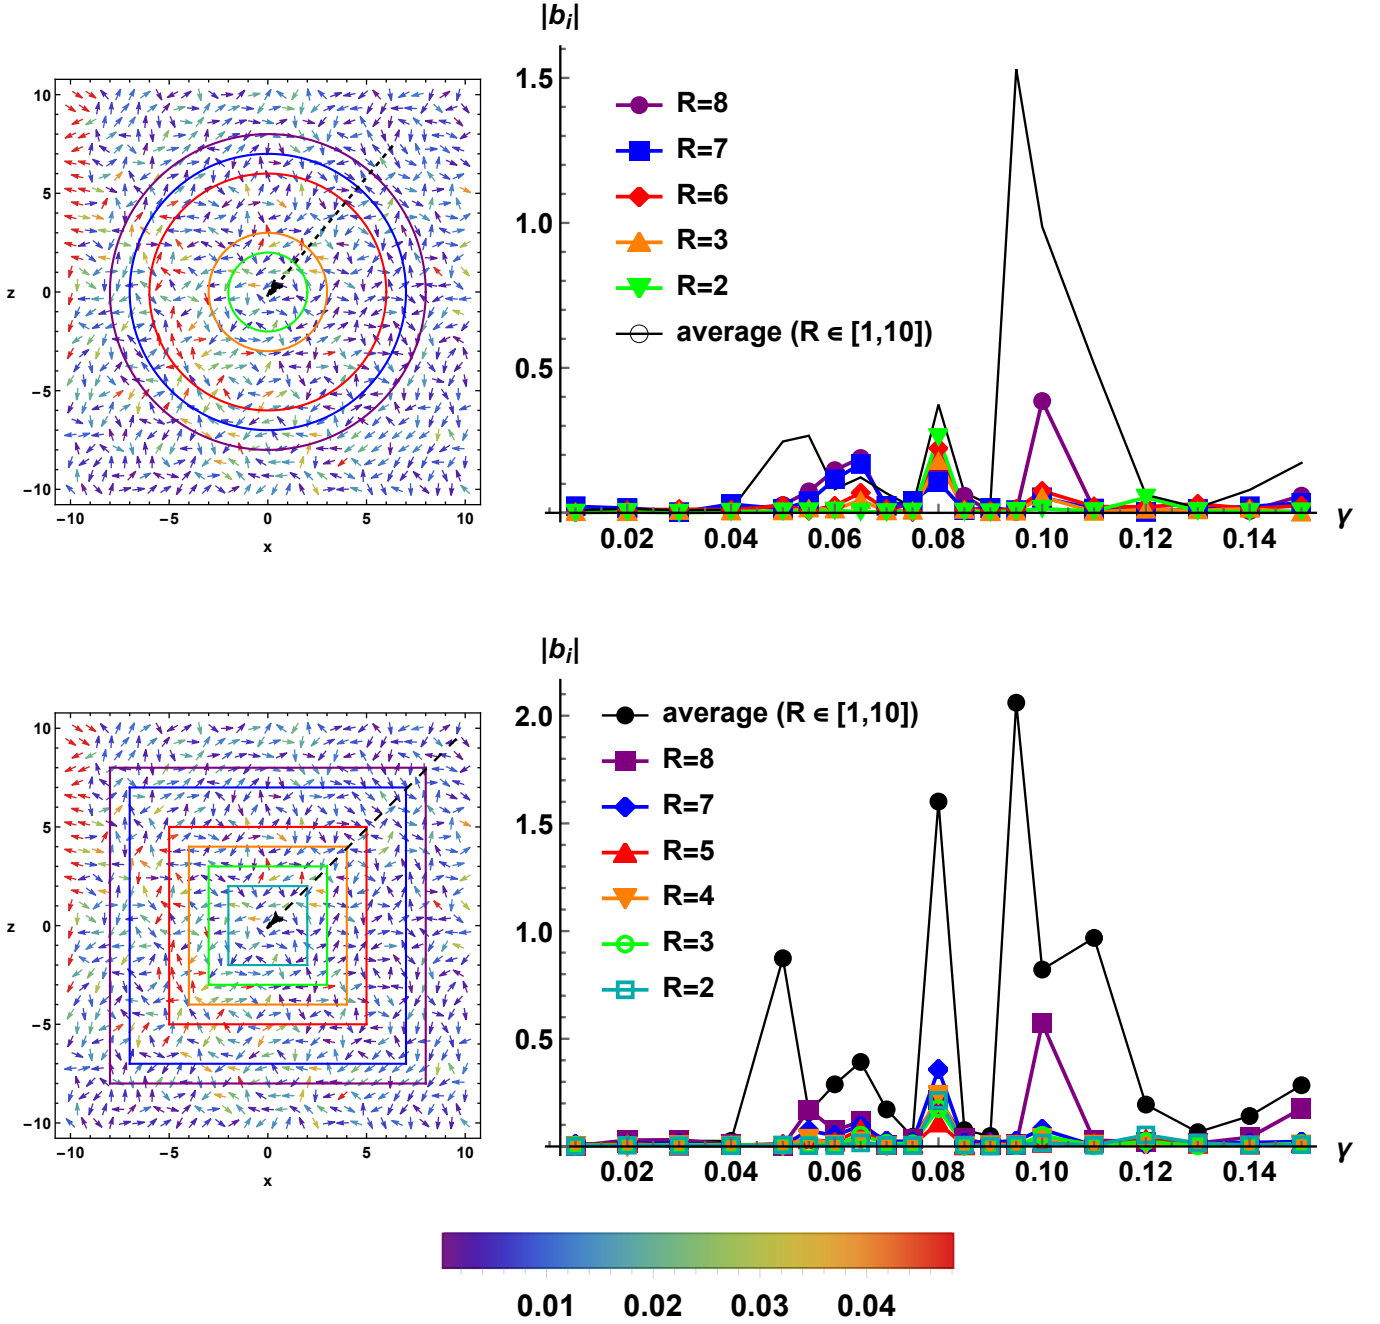 |b_i|
1.5
1.0
0.5
R=8
R=7
R=6
R=3
R=2
average (R ∈ [1,10])
0.02 0.04 0.06 0.08 0.10 0.12 0.14
γ
10
5
0
−5
−10
z
−10 −5 0 5 10
x
|b_i|
2.0
1.5
1.0
0.5
average (R ∈ [1,10])
R=8
R=7
R=5
R=4
R=3
R=2
0.02 0.04 0.06 0.08 0.10 0.12 0.14
γ
10
5
0
−5
−10
z
−10 −5 0 5 10
x
0.01 0.02 0.03 0.04